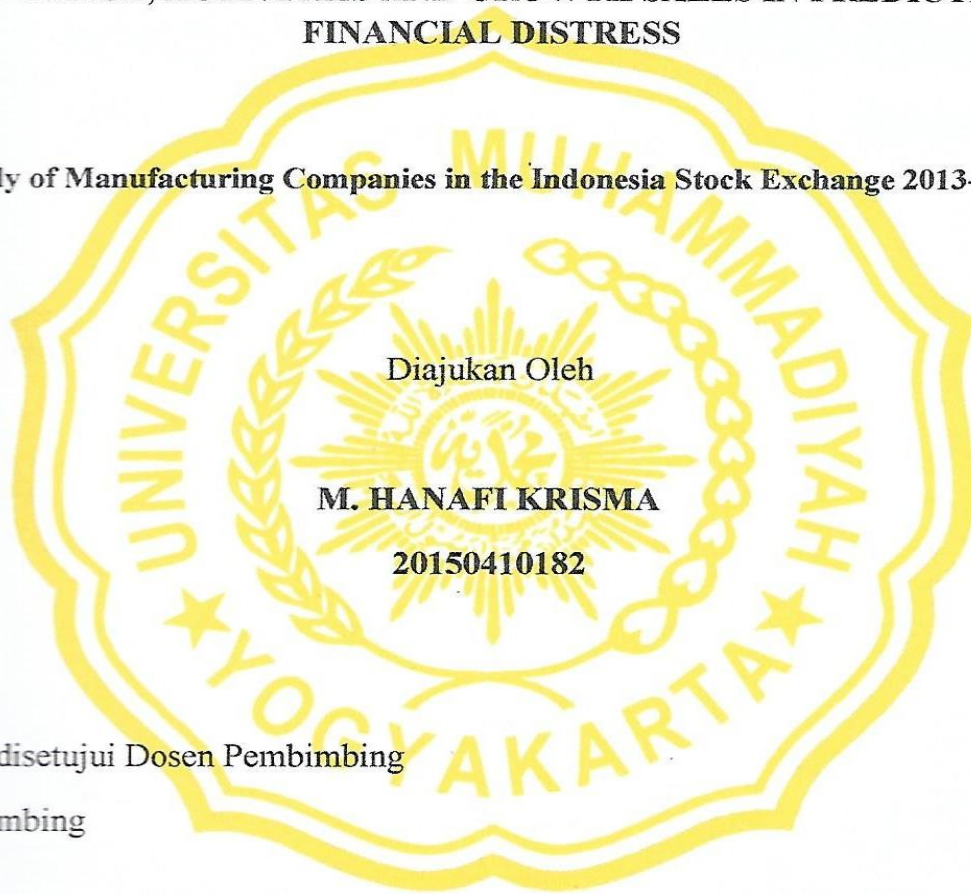 FINANCIAL DISTRESS
of Manufacturing Companies in the Indonesia Stock Exchange 2013-
Diajukan Oleh
M. HANAFI KRISMA
20150410182
disetujui Dosen Pembimbing
mbing
UNIVERSITAS MUHAMMADIYAH
★ YOGYAKARTA ★